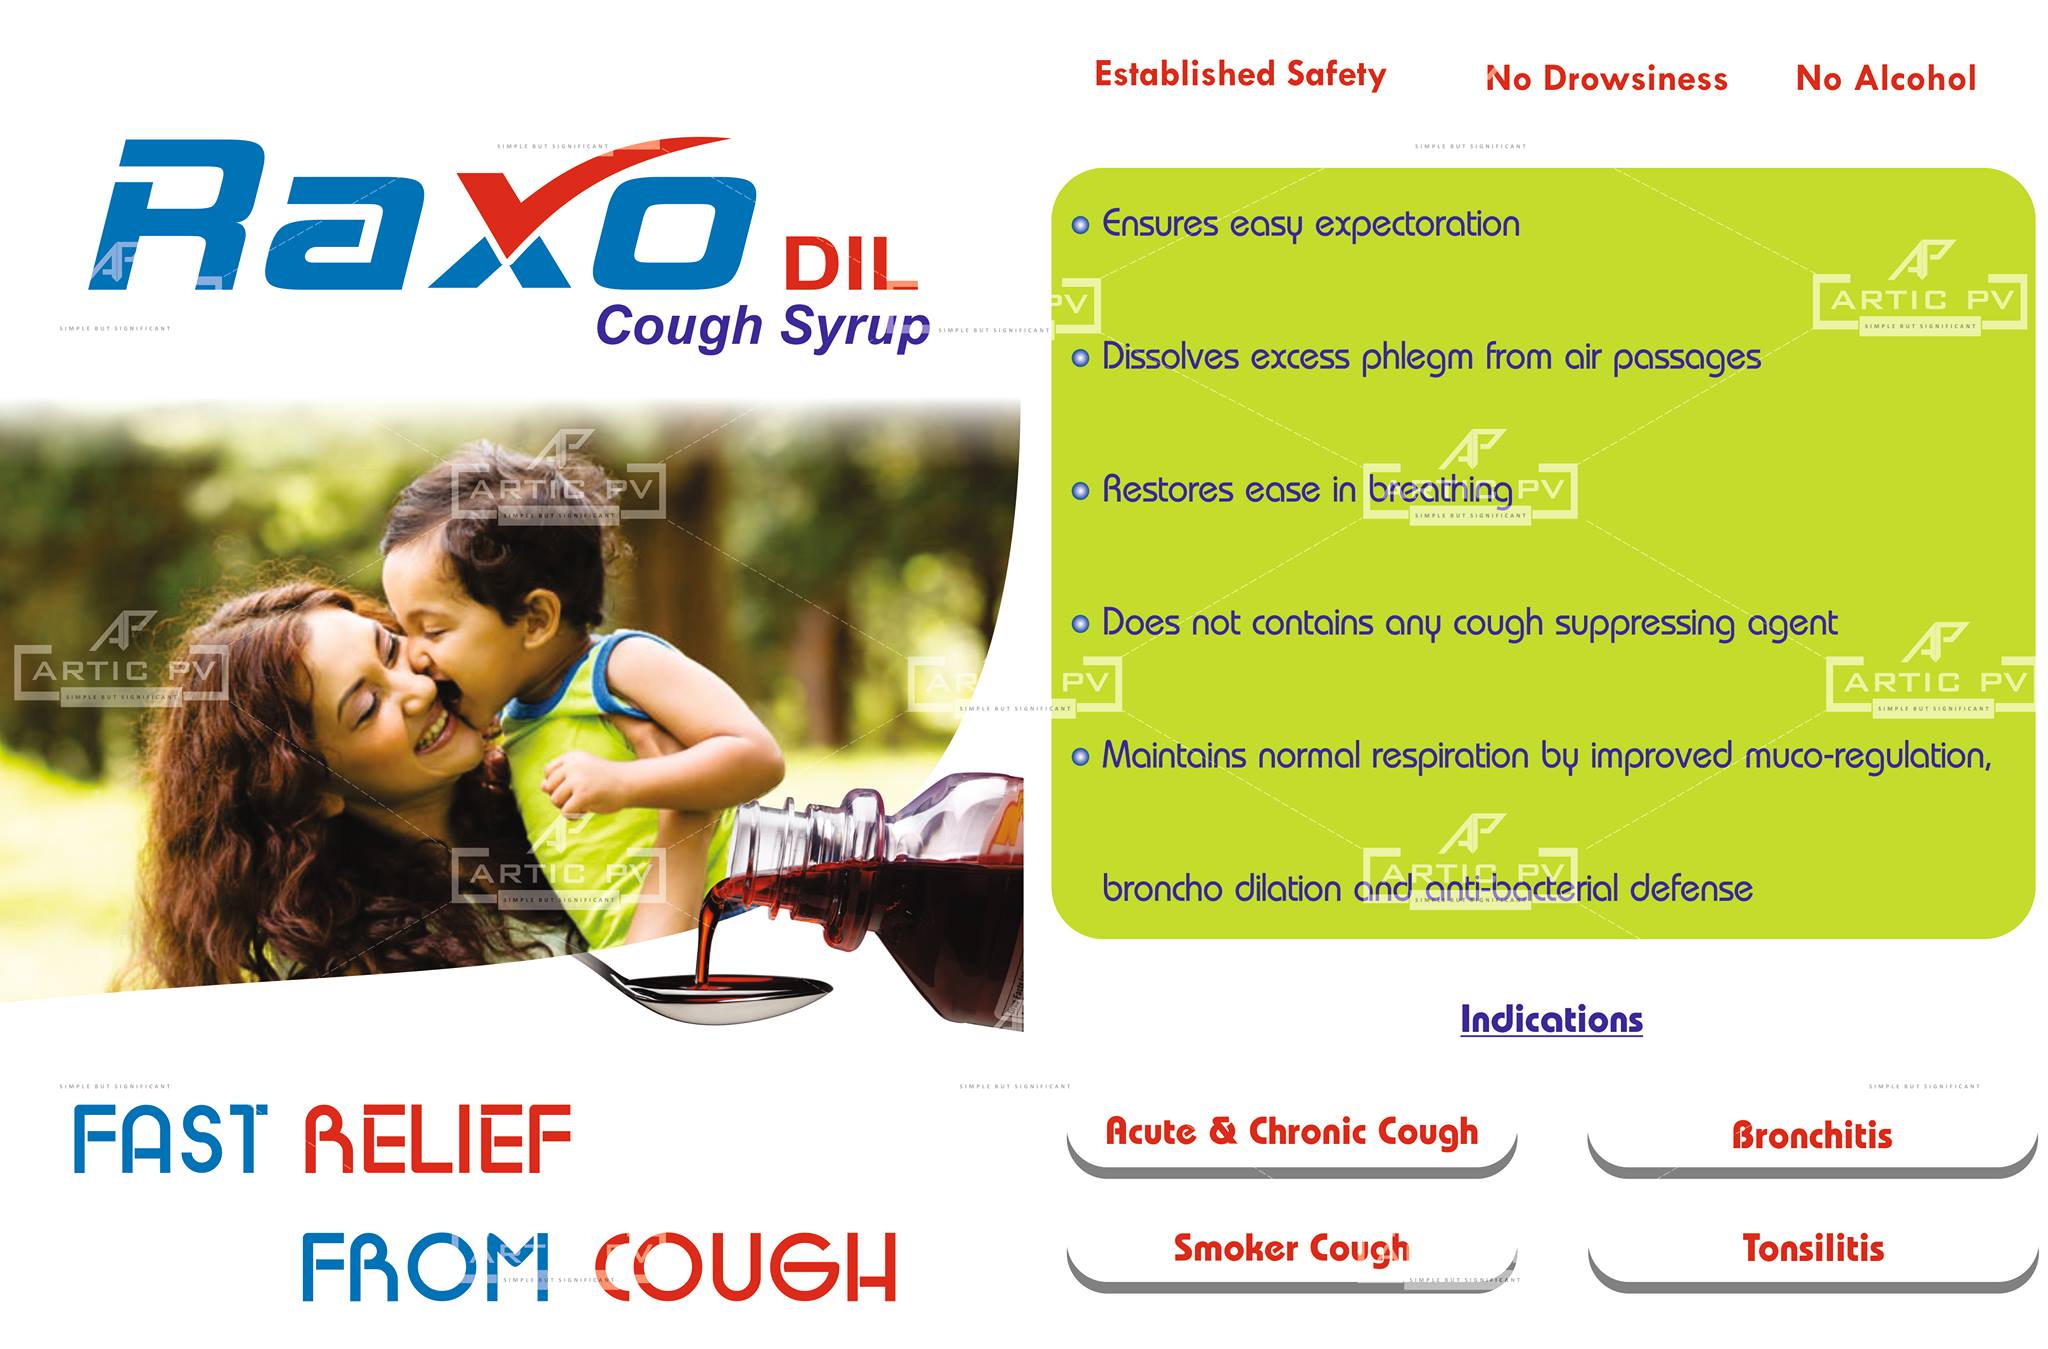 Raxo DIL
Cough Syrup
FAST RELIEF
FROM COUGH
Established Safety
No Drowsiness
No Alcohol
Ensures easy expectoration
Dissolves excess phlegm from air passages
Restores ease in breathing
Does not contains any cough suppressing agent
Maintains normal respiration by improved muco-regulation,
broncho dilation and anti-bacterial defense
Indications
Acute & Chronic Cough
Bronchitis
Smoker Cough
Tonsilitis
ARTIC PV
SIMPLE BUT SIGNIFICANT